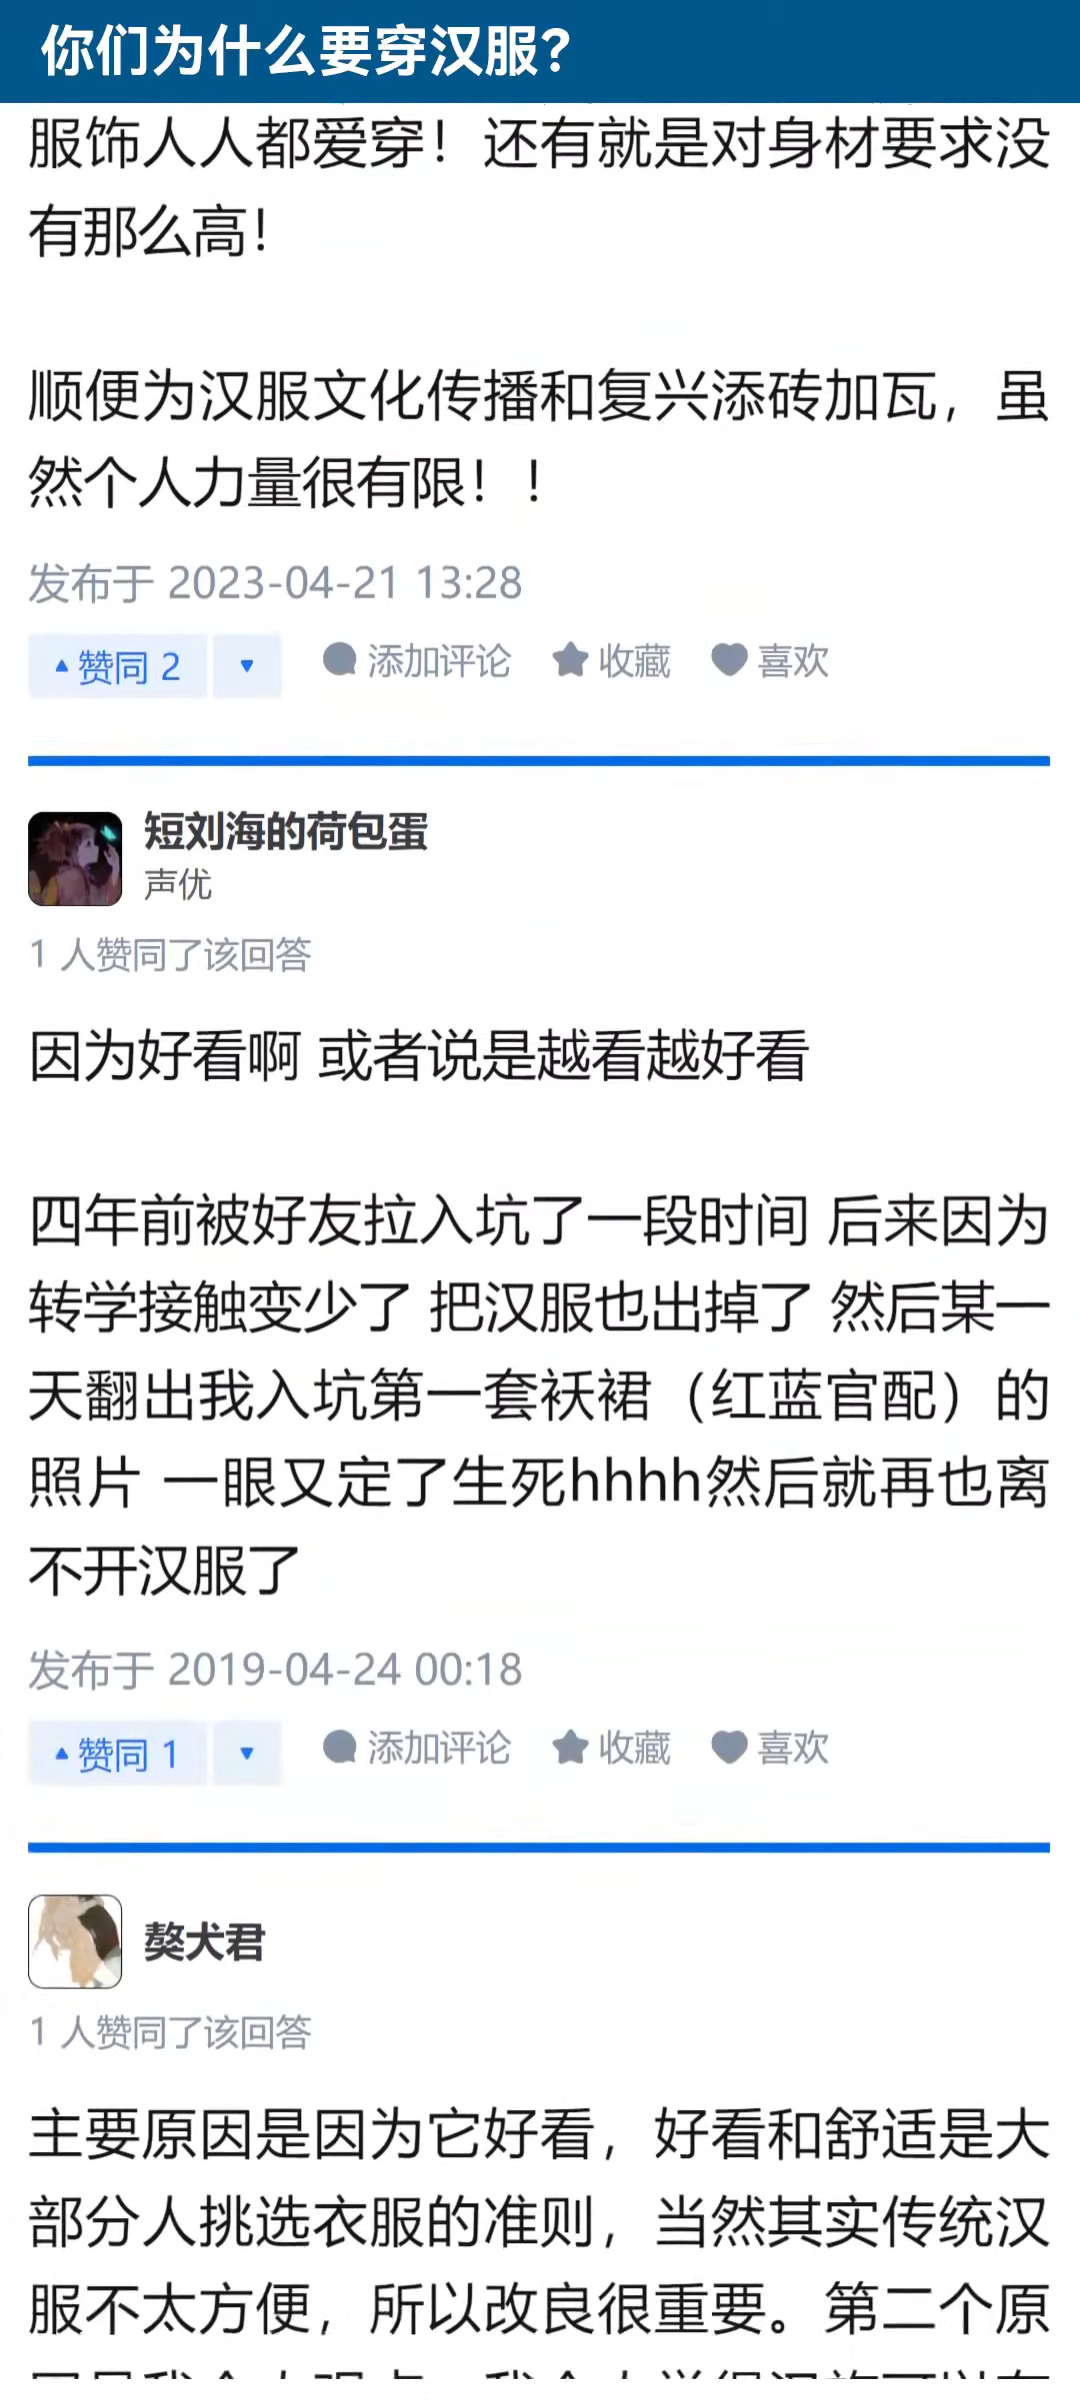 你们为什么要穿汉服?
服饰人人都爱穿！还有就是对身材要求没
有那么高！
顺便为汉服文化传播和复兴添砖加瓦，虽
然个人力量很有限！！
发布于 2023-04-21 13:28
赞同 2 添加评论 收藏 喜欢
短刘海的荷包蛋
声优
1 人赞同了该回答
因为好看啊 或者说是越看越好看
四年前被好友拉入坑了一段时间 后来因为
转学接触变少了 把汉服也出掉了 然后某一
天翻出我入坑第一套袄裙（红蓝官配）的
照片 一眼又定了生死hhhh然后就再也离
不开汉服了
发布于 2019-04-24 00:18
赞同 1 添加评论 收藏 喜欢
獒犬君
1 人赞同了该回答
主要原因是因为它好看，好看和舒适是大
部分人挑选衣服的准则，当然其实传统汉
服不太方便，所以改良很重要。第二个原